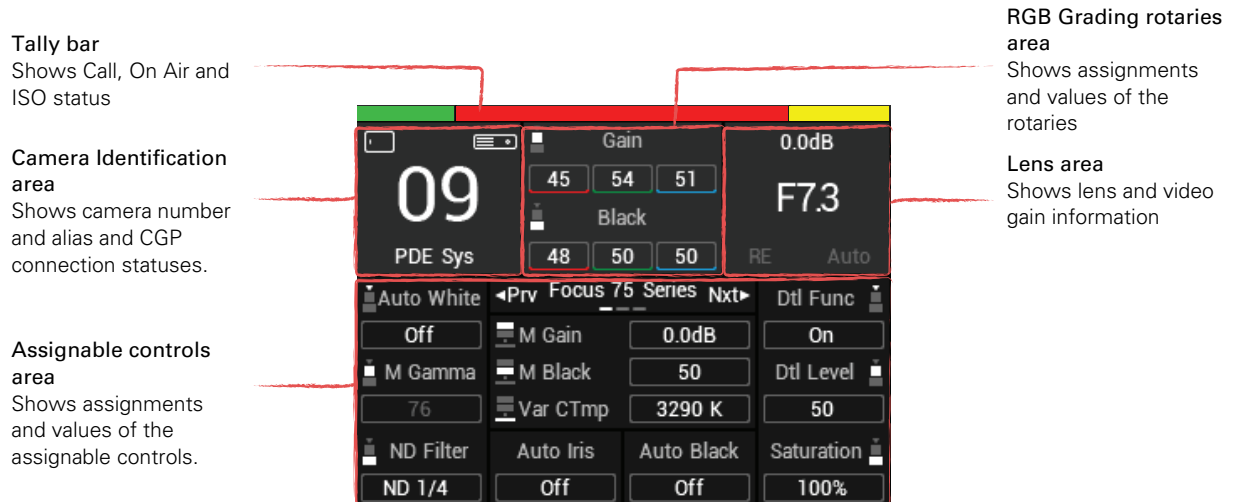 Tally bar
Shows Call, On Air and
ISO status
Camera Identification
area
Shows camera number
and alias and CGP
connection statuses.
Assignable controls
area
Shows assignments
and values of the
assignable controls.
Gain
0.0dB
09
45 54 51
F7.3
Black
PDE Sys
48 50 50
RE Auto
Auto White
◂Prv Focus 75 Series Nxt▸
Dtl Func
Off
M Gain 0.0dB
On
M Gamma
M Black 50
Dtl Level
76
Var CTmp 3290 K
50
ND Filter
Auto Iris
Auto Black
Saturation
ND 1/4
Off
Off
100%
RGB Grading rotaries
area
Shows assignments
and values of the
rotaries
Lens area
Shows lens and video
gain information